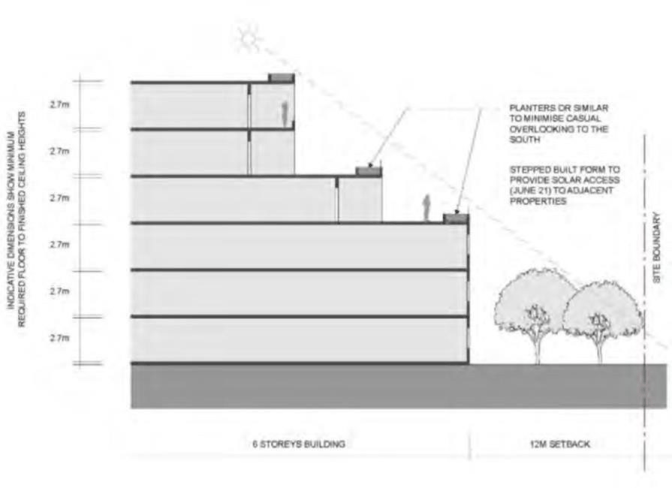 INDICATIVE DIMENSIONS SHOW MINIMUM
REQUIRED FLOOR TO FINISHED CEILING HEIGHTS
2.7m
2.7m
2.7m
2.7m
2.7m
2.7m
PLANTERS OR SIMILAR
TO MINIMISE CASUAL
OVERLOOKING TO THE
SOUTH
STEPPED BUILT FORM TO
PROVIDE SOLAR ACCESS
(JUNE 21) TO ADJACENT
PROPERTIES
SITE BOUNDARY
6 STOREYS BUILDING
12M SETBACK